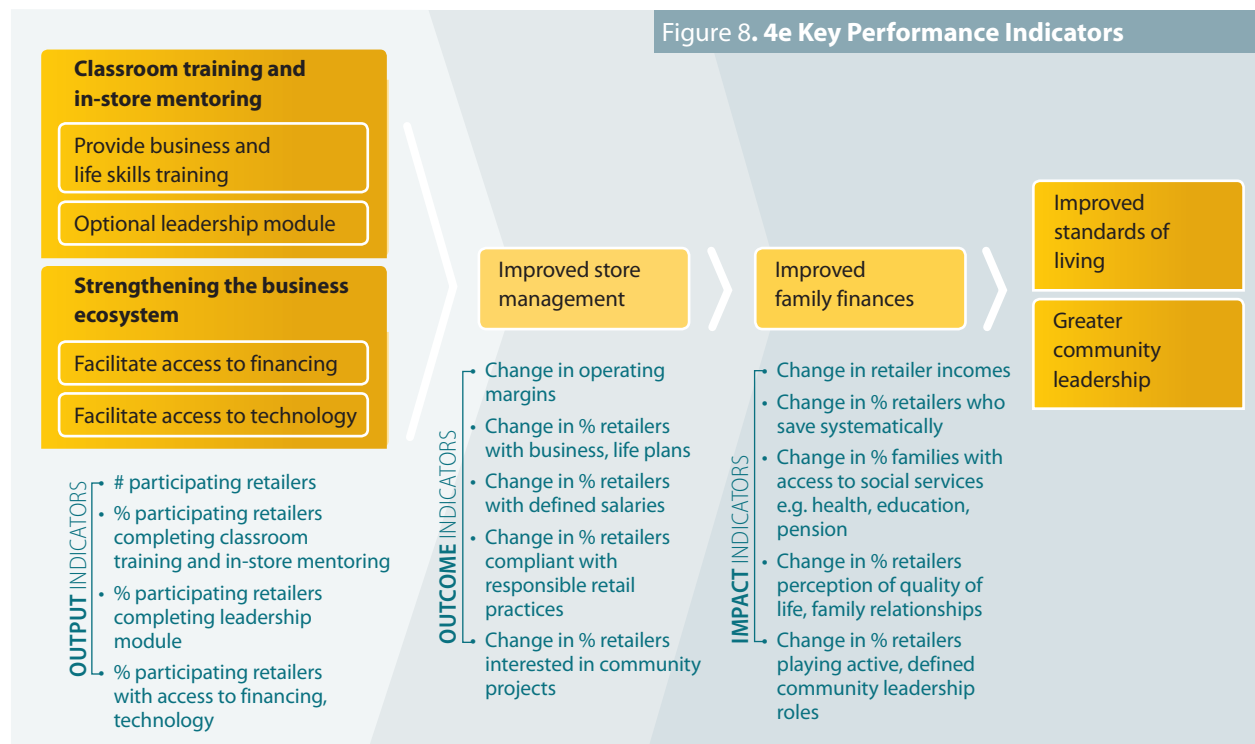 Figure 8. 4e Key Performance Indicators
Classroom training and
in-store mentoring
Provide business and
life skills training
Optional leadership module
Strengthening the business
ecosystem
Facilitate access to financing
Facilitate access to technology
OUTPUT INDICATORS
• # participating retailers
• % participating retailers
completing classroom
training and in-store mentoring
• % participating retailers
completing leadership
module
• % participating retailers
with access to financing,
technology
Improved store
management
OUTCOME INDICATORS
• Change in operating
margins
• Change in % retailers
with business, life plans
• Change in % retailers
with defined salaries
• Change in % retailers
compliant with
responsible retail
practices
• Change in % retailers
interested in community
projects
Improved
family finances
IMPACT INDICATORS
• Change in retailer incomes
• Change in % retailers who
save systematically
• Change in % families with
access to social services
e.g. health, education,
pension
• Change in % retailers
perception of quality of
life, family relationships
• Change in % retailers
playing active, defined
community leadership
roles
Improved
standards of
living
Greater
community
leadership